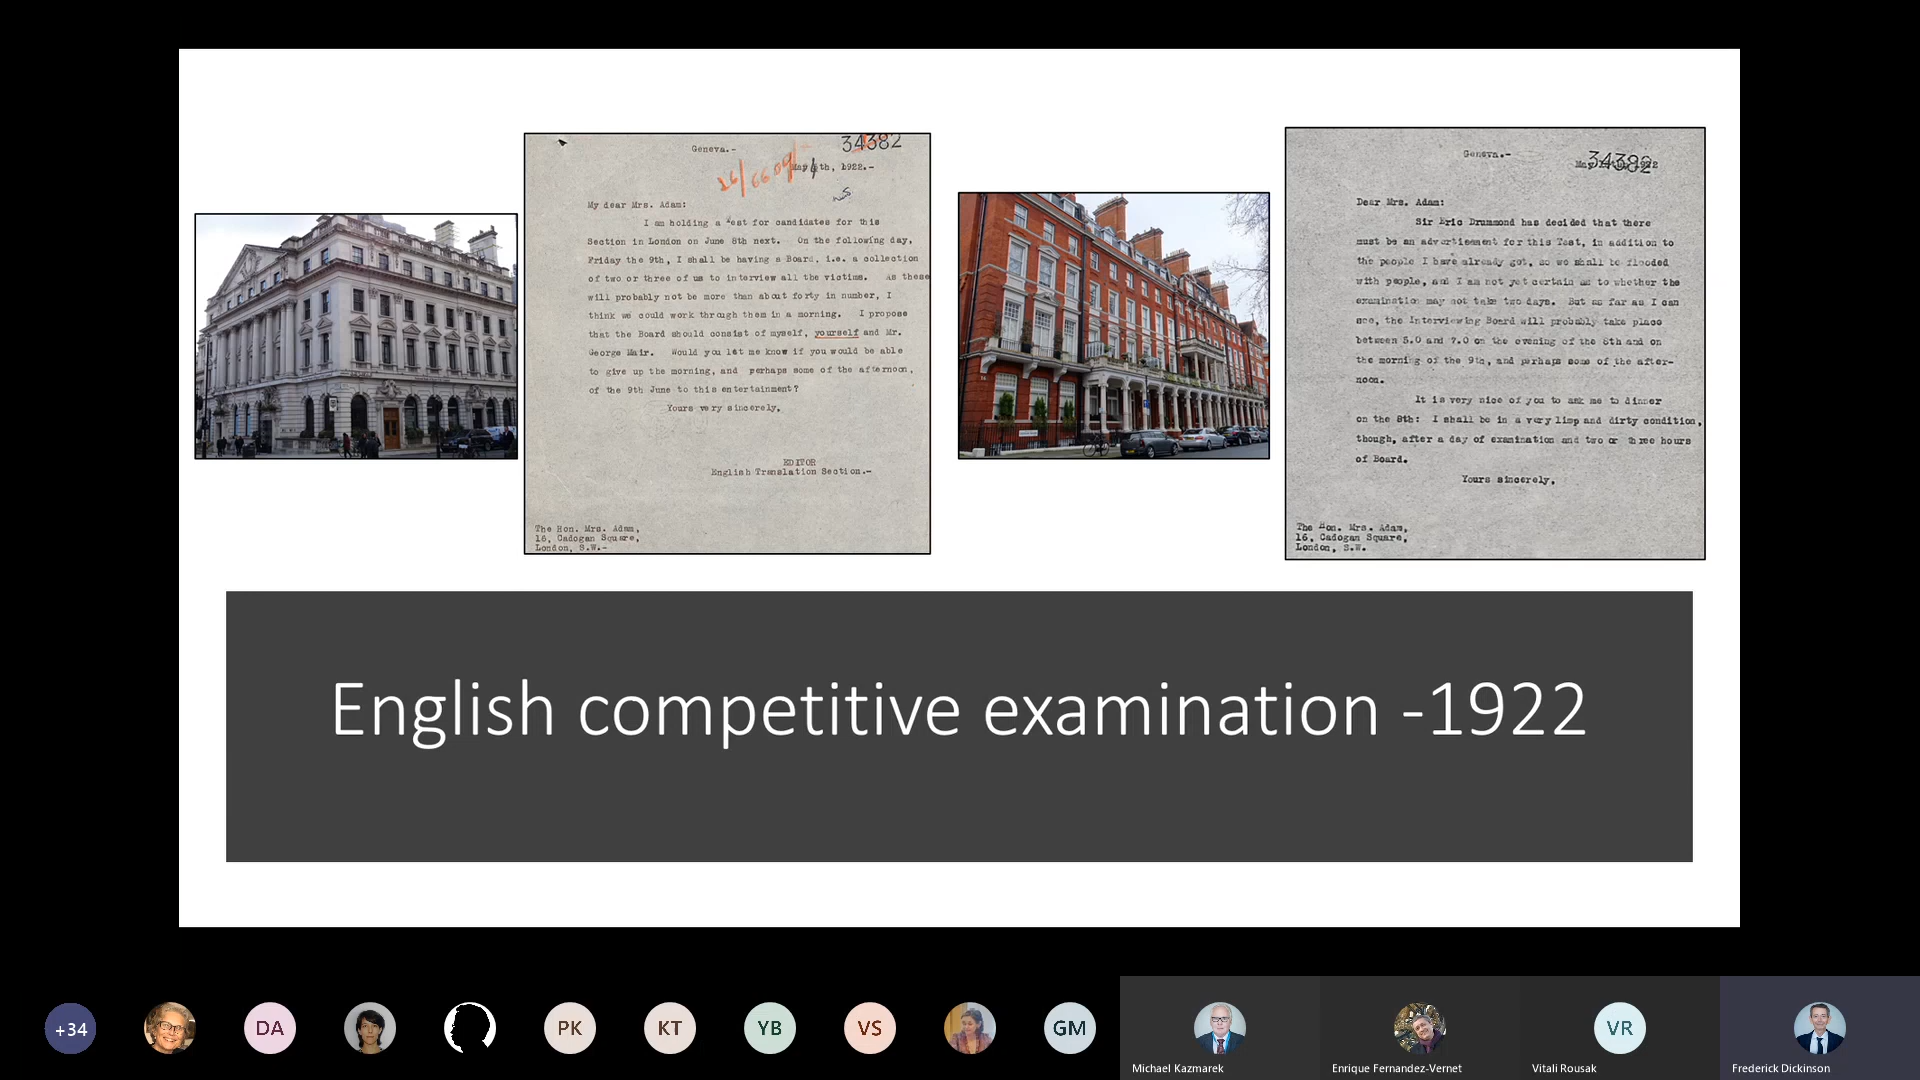 Geneva.-
34382
16/6609
May 4th, 1922.-
My dear Mrs. Adam:
I am holding a Test for candidates for this
Section in London on June 8th next. On the following day,
Friday the 9th, I shall be having a Board, i.e. a collection
of two or three of us to interview all the victims. As these
will probably not be more than about forty in number, I
think we could work through them in a morning. I propose
that the Board should consist of myself, yourself and Mr.
George Mair. Would you let me know if you would be able
to give up the morning, and perhaps some of the afternoon,
of the 9th June to this entertainment?
Yours very sincerely,
EDITOR
English Translation Section.-
The Hon. Mrs. Adam,
16, Cadogan Square,
London, S.W.-
Geneva.-
34382
May 1922
Dear Mrs. Adam:
Sir Eric Drummond has decided that there
must be an advertisement for this Test, in addition to
the people I have already got, so we shall be flooded
with people, and I am not yet certain as to whether the
examination may not take two days. But as far as I can
see, the Interviewing Board will probably take place
between 5.0 and 7.0 on the evening of the 8th and on
the morning of the 9th, and perhaps some of the after-
noon.
It is very nice of you to ask me to dinner
on the 8th: I shall be in a very limp and dirty condition,
though, after a day of examination and two or three hours
of Board.
Yours sincerely,
The Hon. Mrs. Adam,
16, Cadogan Square,
London, S.W.
English competitive examination -1922
+34
DA
PK
KT
YB
VS
GM
VR
Michael Kazmarek
Enrique Fernandez-Vernet
Vitali Rousak
Frederick Dickinson